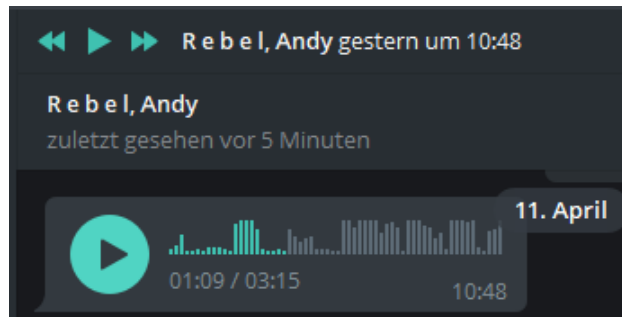 R e b e l, Andy gestern um 10:48
R e b e l, Andy
zuletzt gesehen vor 5 Minuten
11. April
01:09 / 03:15
10:48